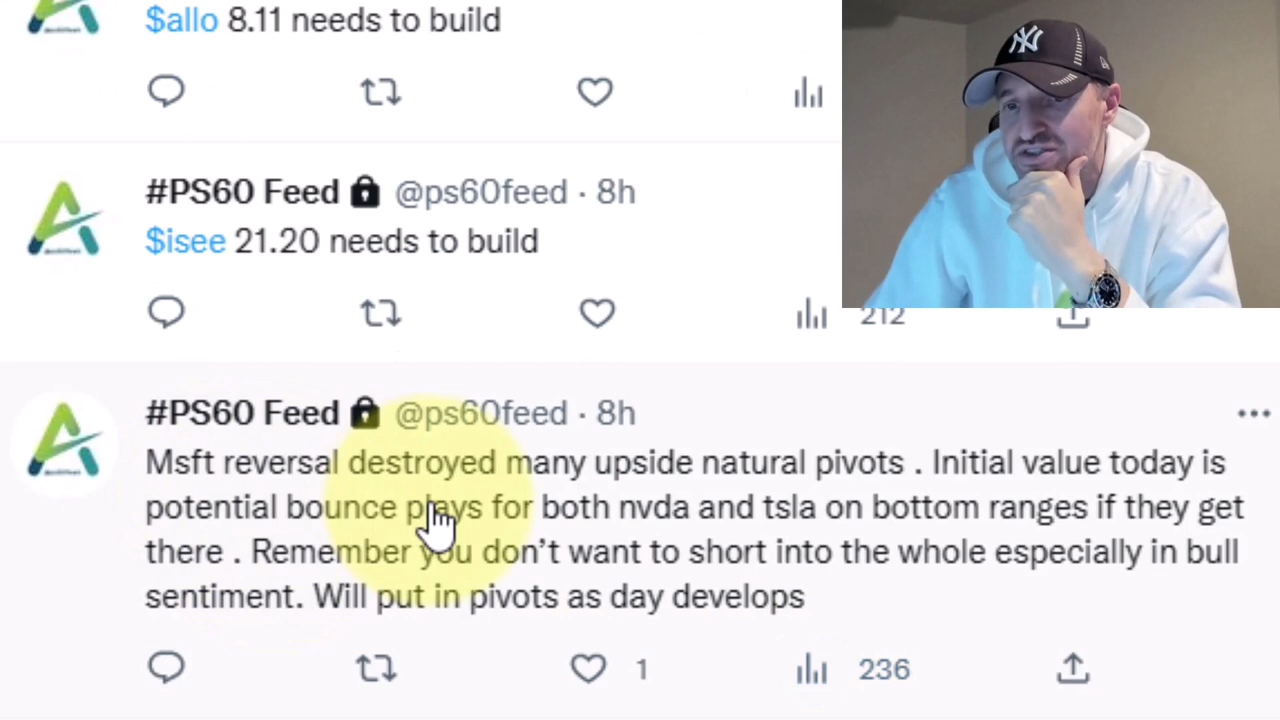 $allo 8.11 needs to build
#PS60 Feed @ps60feed · 8h
$isee 21.20 needs to build
212
#PS60 Feed @ps60feed · 8h
Msft reversal destroyed many upside natural pivots . Initial value today is
potential bounce plays for both nvda and tsla on bottom ranges if they get
there . Remember you don’t want to short into the whole especially in bull
sentiment. Will put in pivots as day develops
1 236
NY